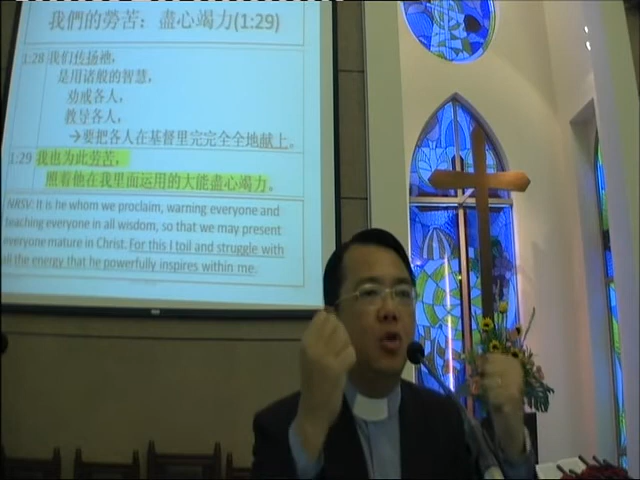 我們的勞苦：盡心竭力(1:29)
1:28 我们传扬祂，
是用诸般的智慧，
劝戒各人，
教导各人，
→要把各人在基督里完完全全地献上。
1:29 我也为此劳苦，
照着他在我里面运用的大能盡心竭力。
NRSV: It is he whom we proclaim, warning everyone and
teaching everyone in all wisdom, so that we may present
everyone mature in Christ. For this I toil and struggle with
all the energy that he powerfully inspires within me.